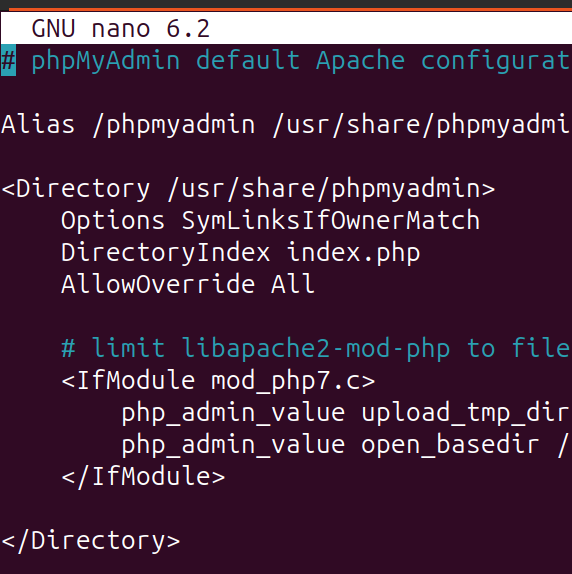 GNU nano 6.2
# phpMyAdmin default Apache configurat
Alias /phpmyadmin /usr/share/phpmyadmi
<Directory /usr/share/phpmyadmin>
Options SymLinksIfOwnerMatch
DirectoryIndex index.php
AllowOverride All
# limit libapache2-mod-php to file
<IfModule mod_php7.c>
php_admin_value upload_tmp_dir
php_admin_value open_basedir /
</IfModule>
</Directory>